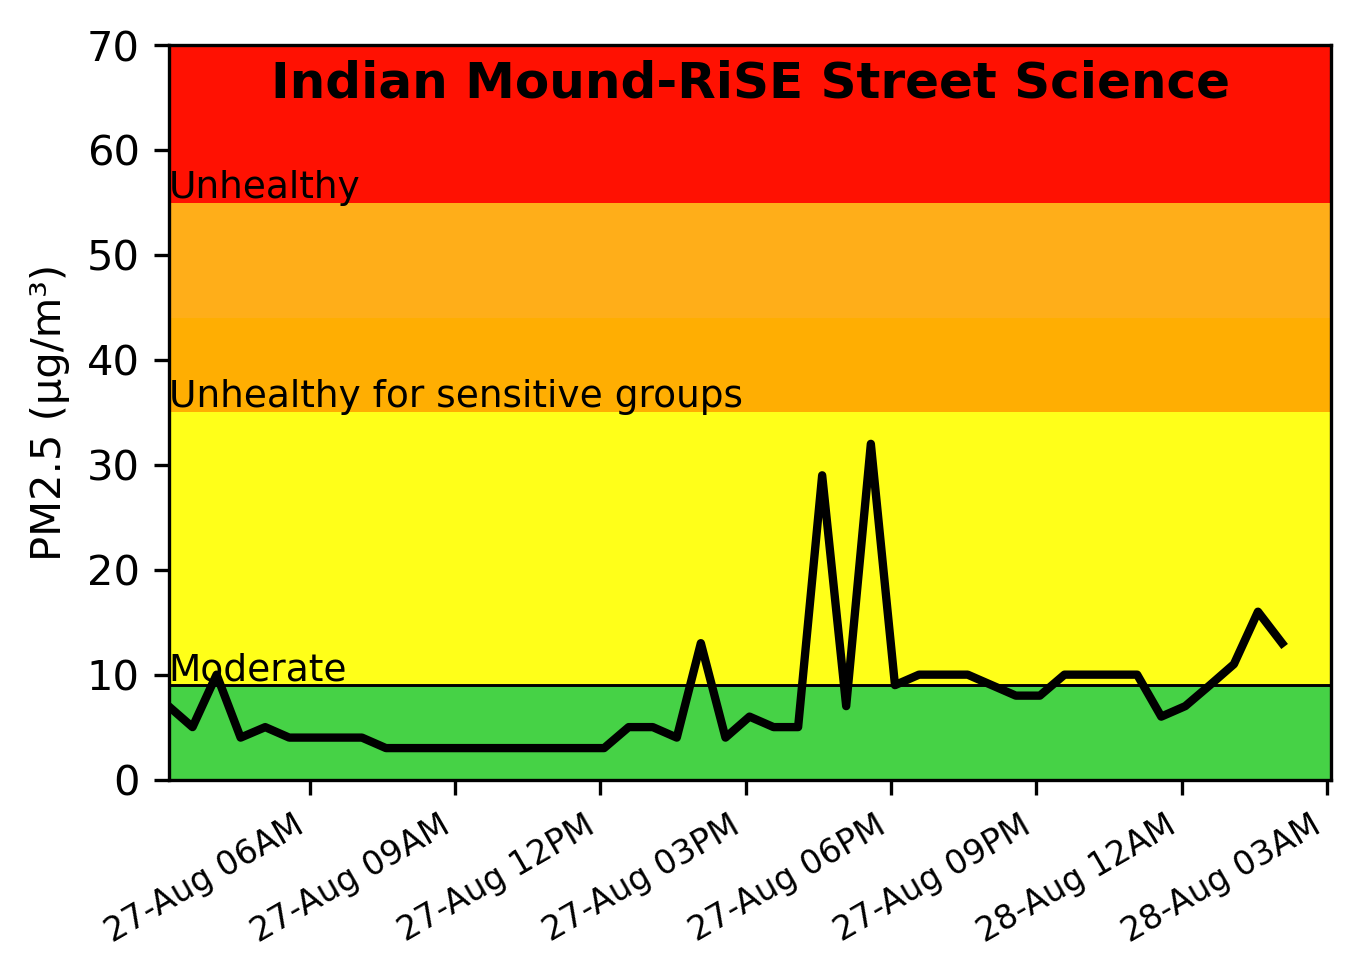 Indian Mound-RiSE Street Science
70
60
50
40
30
20
10
0
PM2.5 (µg/m³)
Unhealthy
Unhealthy for sensitive groups
Moderate
27-Aug 06AM
27-Aug 09AM
27-Aug 12PM
27-Aug 03PM
27-Aug 06PM
27-Aug 09PM
28-Aug 12AM
28-Aug 03AM